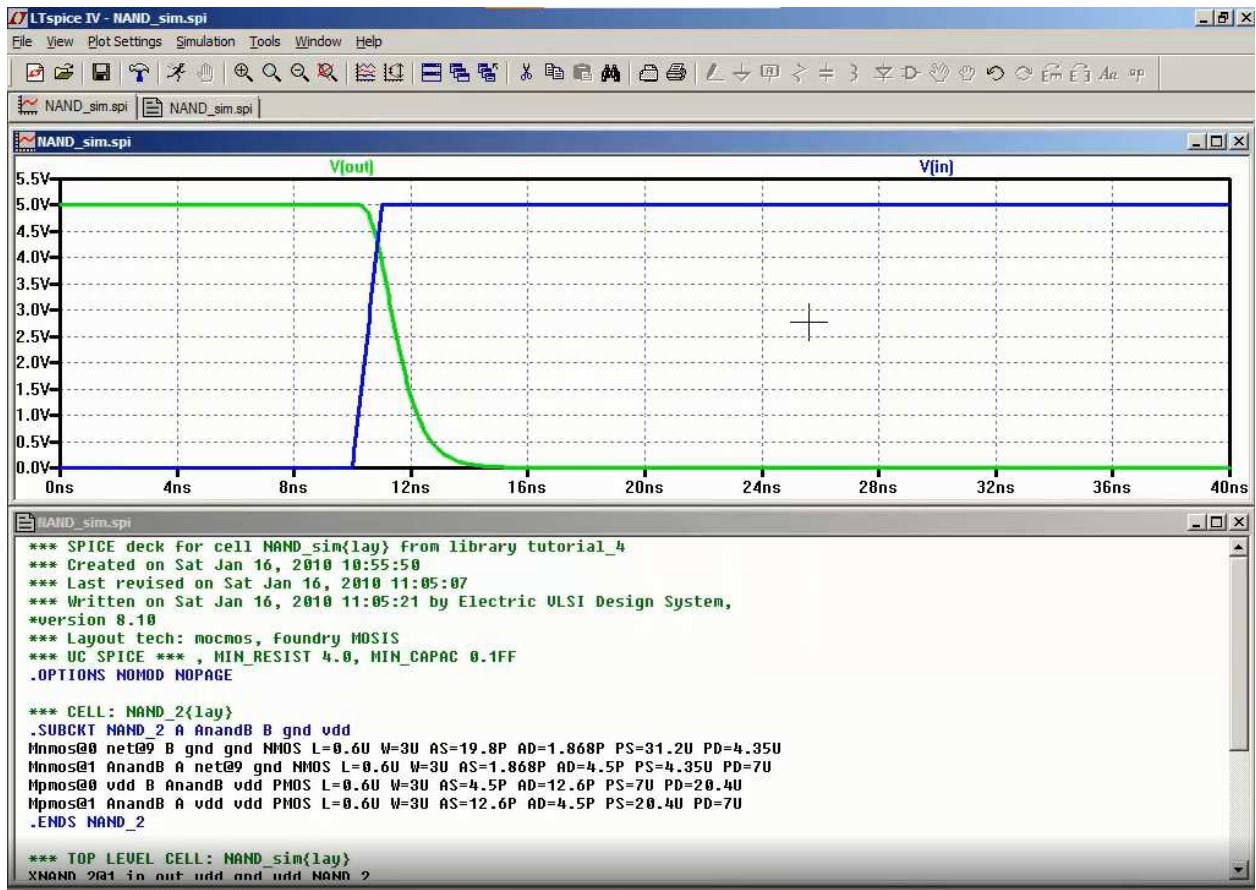 LTspice IV - NAND_sim.spi
File View Plot Settings Simulation Tools Window Help
NAND_sim.spi NAND_sim.spi
NAND_sim.spi
V(out) V(in)
5.5V
5.0V
4.5V
4.0V
3.5V
3.0V
2.5V
2.0V
1.5V
1.0V
0.5V
0.0V
0ns 4ns 8ns 12ns 16ns 20ns 24ns 28ns 32ns 36ns 40ns
NAND_sim.spi
*** SPICE deck for cell NAND_sim{lay} from library tutorial_4
*** Created on Sat Jan 16, 2010 10:55:50
*** Last revised on Sat Jan 16, 2010 11:05:07
*** Written on Sat Jan 16, 2010 11:05:21 by Electric VLSI Design System,
*version 8.10
*** Layout tech: mocmos, foundry MOSIS
*** UC SPICE *** , MIN_RESIST 4.0, MIN_CAPAC 0.1FF
.OPTIONS NOMOD NOPAGE
*** CELL: NAND_2{lay}
.SUBCKT NAND_2 A AnandB B gnd vdd
Mnmos@0 net@9 B gnd gnd NMOS L=0.6U W=3U AS=19.8P AD=1.868P PS=31.2U PD=4.35U
Mnmos@1 AnandB A net@9 gnd NMOS L=0.6U W=3U AS=1.868P AD=4.5P PS=4.35U PD=7U
Mpmos@0 vdd B AnandB vdd PMOS L=0.6U W=3U AS=4.5P AD=12.6P PS=7U PD=20.4U
Mpmos@1 AnandB A vdd vdd PMOS L=0.6U W=3U AS=12.6P AD=4.5P PS=20.4U PD=7U
.ENDS NAND_2
*** TOP LEVEL CELL: NAND_sim{lay}
XNAND_2@1 in out vdd gnd vdd NAND_2